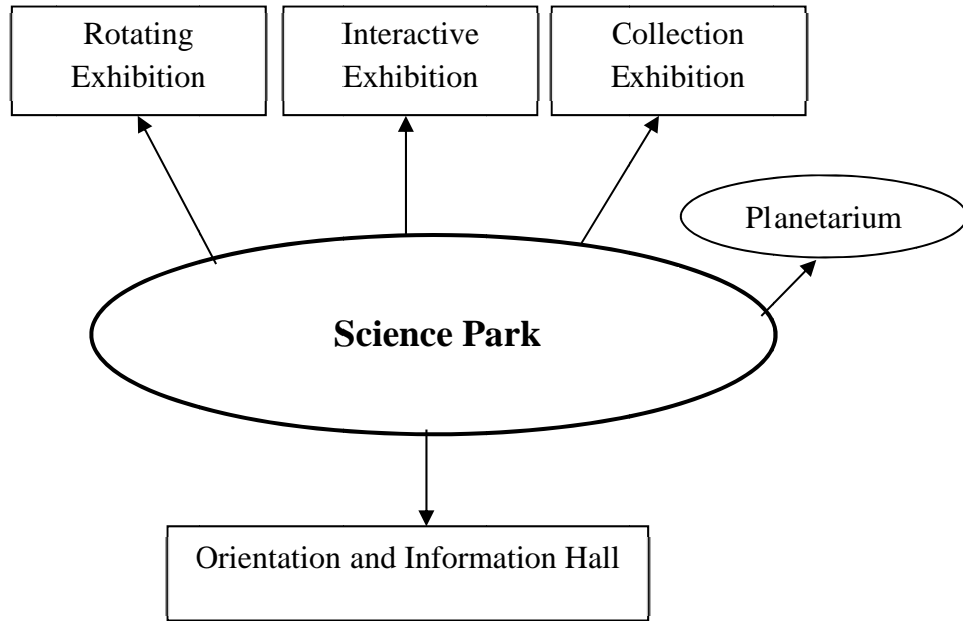 Rotating
Exhibition
Interactive
Exhibition
Collection
Exhibition
Planetarium
Science Park
Orientation and Information Hall